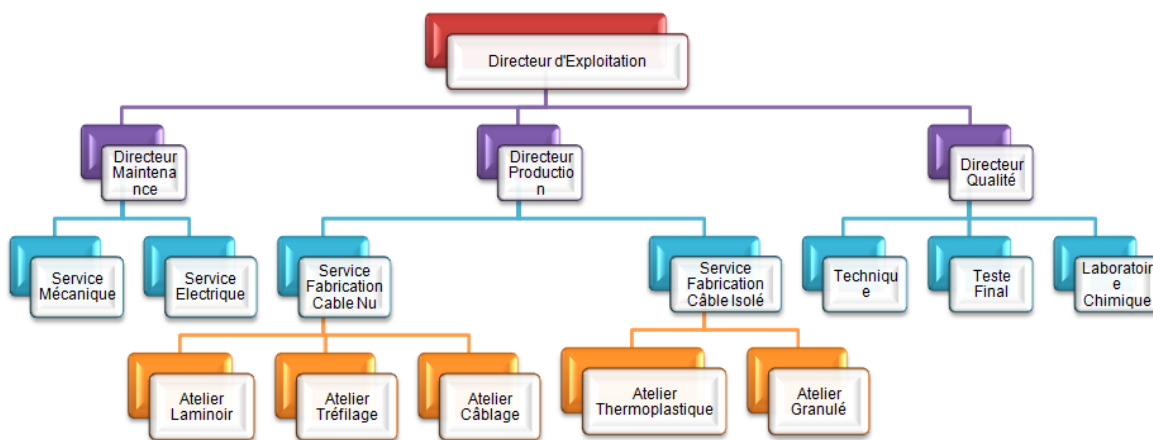 Directeur d'Exploitation
Directeur
Maintena
nce
Directeur
Productio
n
Directeur
Qualité
Service
Mécanique
Service
Electrique
Service
Fabrication
Cable Nu
Service
Fabrication
Câble Isolé
Techniqu
e
Teste
Final
Laboratoir
e
Chimique
Atelier
Laminoir
Atelier
Tréfilage
Atelier
Câblage
Atelier
Thermoplastique
Atelier
Granulé